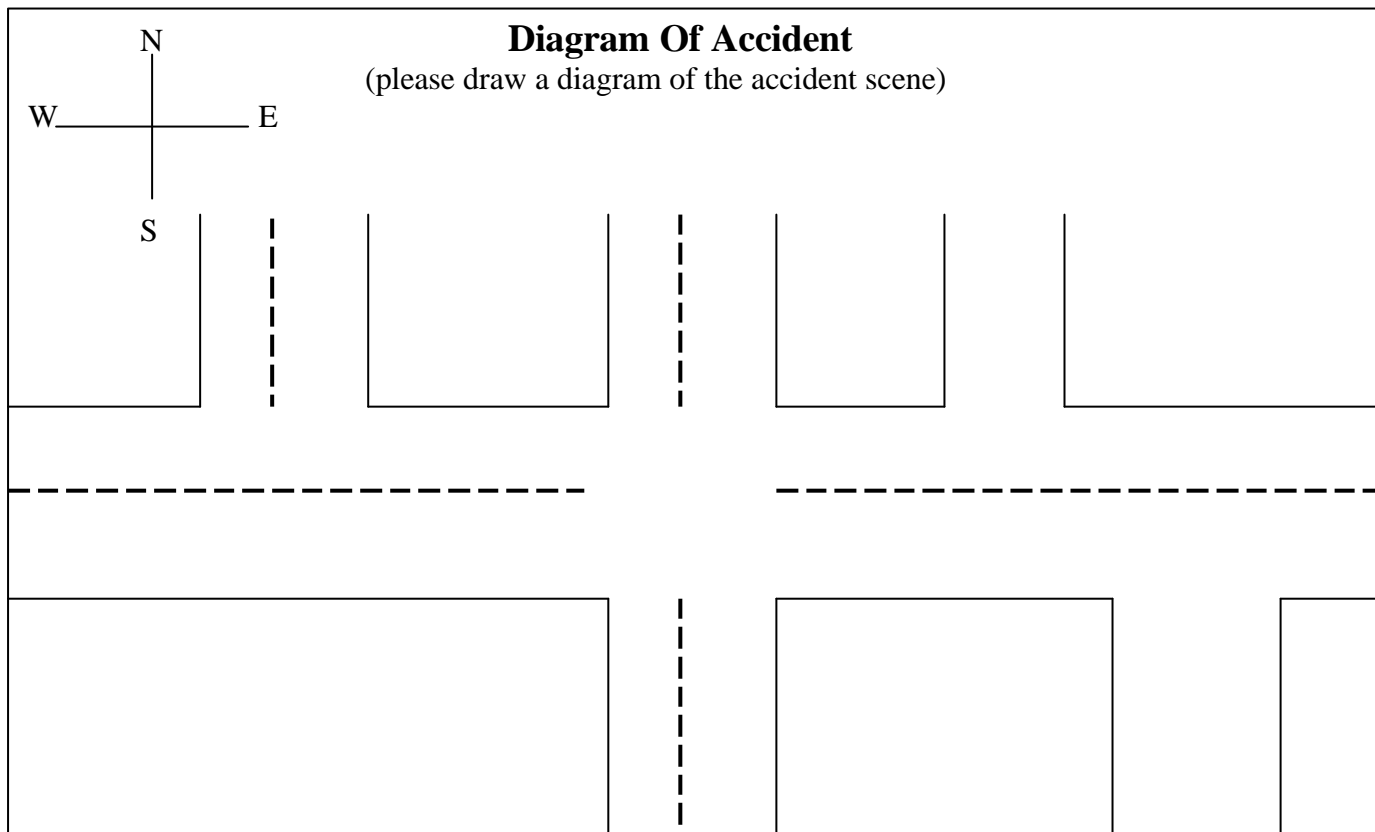 N
Diagram Of Accident
(please draw a diagram of the accident scene)
W
E
S